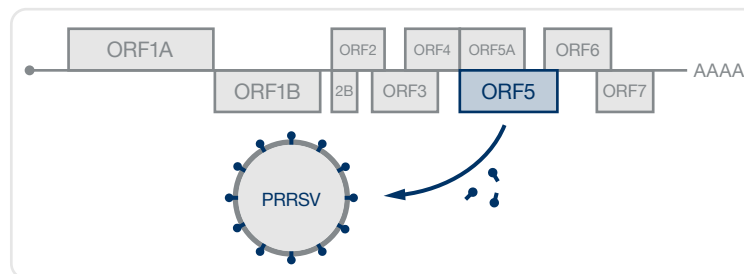 ORF1A
ORF2
ORF4
ORF5A
ORF6
AAAA
ORF1B
2B
ORF3
ORF5
ORF7
PRRSV